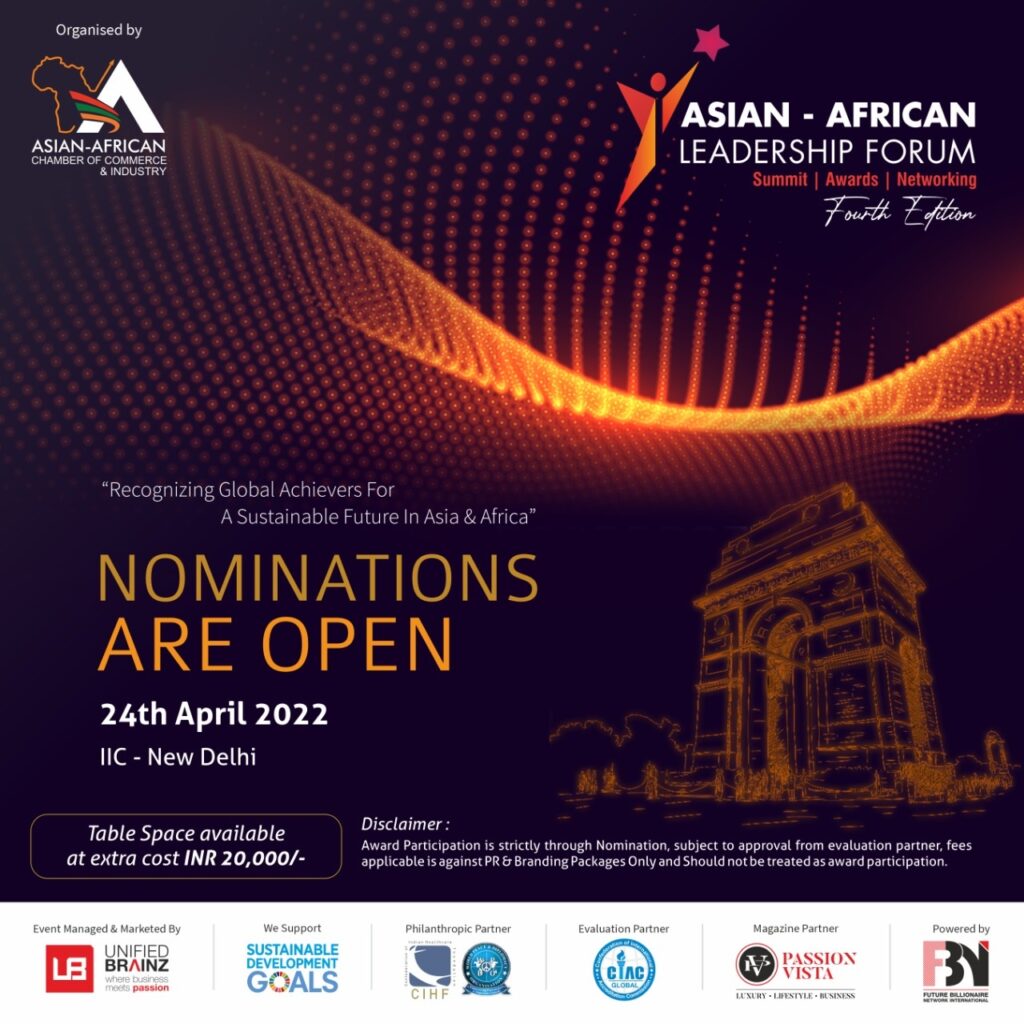 Organised by
ASIAN-AFRICAN
CHAMBER OF COMMERCE
& INDUSTRY
ASIAN - AFRICAN
LEADERSHIP FORUM
Summit | Awards | Networking
Fourth Edition
“Recognizing Global Achievers For
A Sustainable Future In Asia & Africa”
NOMINATIONS
ARE OPEN
24th April 2022
IIC - New Delhi
Table Space available
at extra cost INR 20,000/-
Disclaimer :
Award Participation is strictly through Nomination, subject to approval from evaluation partner, fees
applicable is against PR & Branding Packages Only and Should not be treated as award participation.
Event Managed & Marketed By
UB
UNIFIED
BRAINZ
where business
meets passion
We Support
SUSTAINABLE
DEVELOPMENT
GOALS
Philanthropic Partner
CIHF
Evaluation Partner
CIAC
GLOBAL
Magazine Partner
PV
PASSION
VISTA
LUXURY • LIFESTYLE • BUSINESS
Powered by
FBN
FUTURE BILLIONAIRE
NETWORK INTERNATIONAL